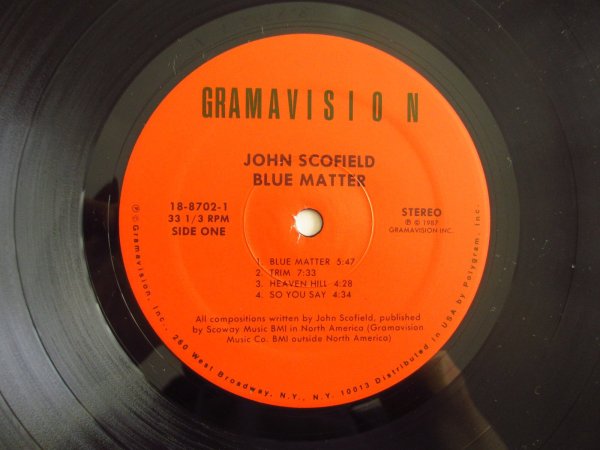 GRAMAVISION
JOHN SCOFIELD
BLUE MATTER
18-8702-1
33 1/3 RPM
SIDE ONE
STEREO
℗ © 1987
GRAMAVISION INC.
1. BLUE MATTER 5:47
2. TRIM 7:33
3. HEAVEN HILL 4:28
4. SO YOU SAY 4:34
All compositions written by John Scofield, published
by Scoway Music BMI in North America (Gramavision
Music Co. BMI outside North America)
℗ © Gramavision, Inc., 260 West Broadway, N.Y., N.Y. 10013 Distributed in USA by Polygram, Inc.